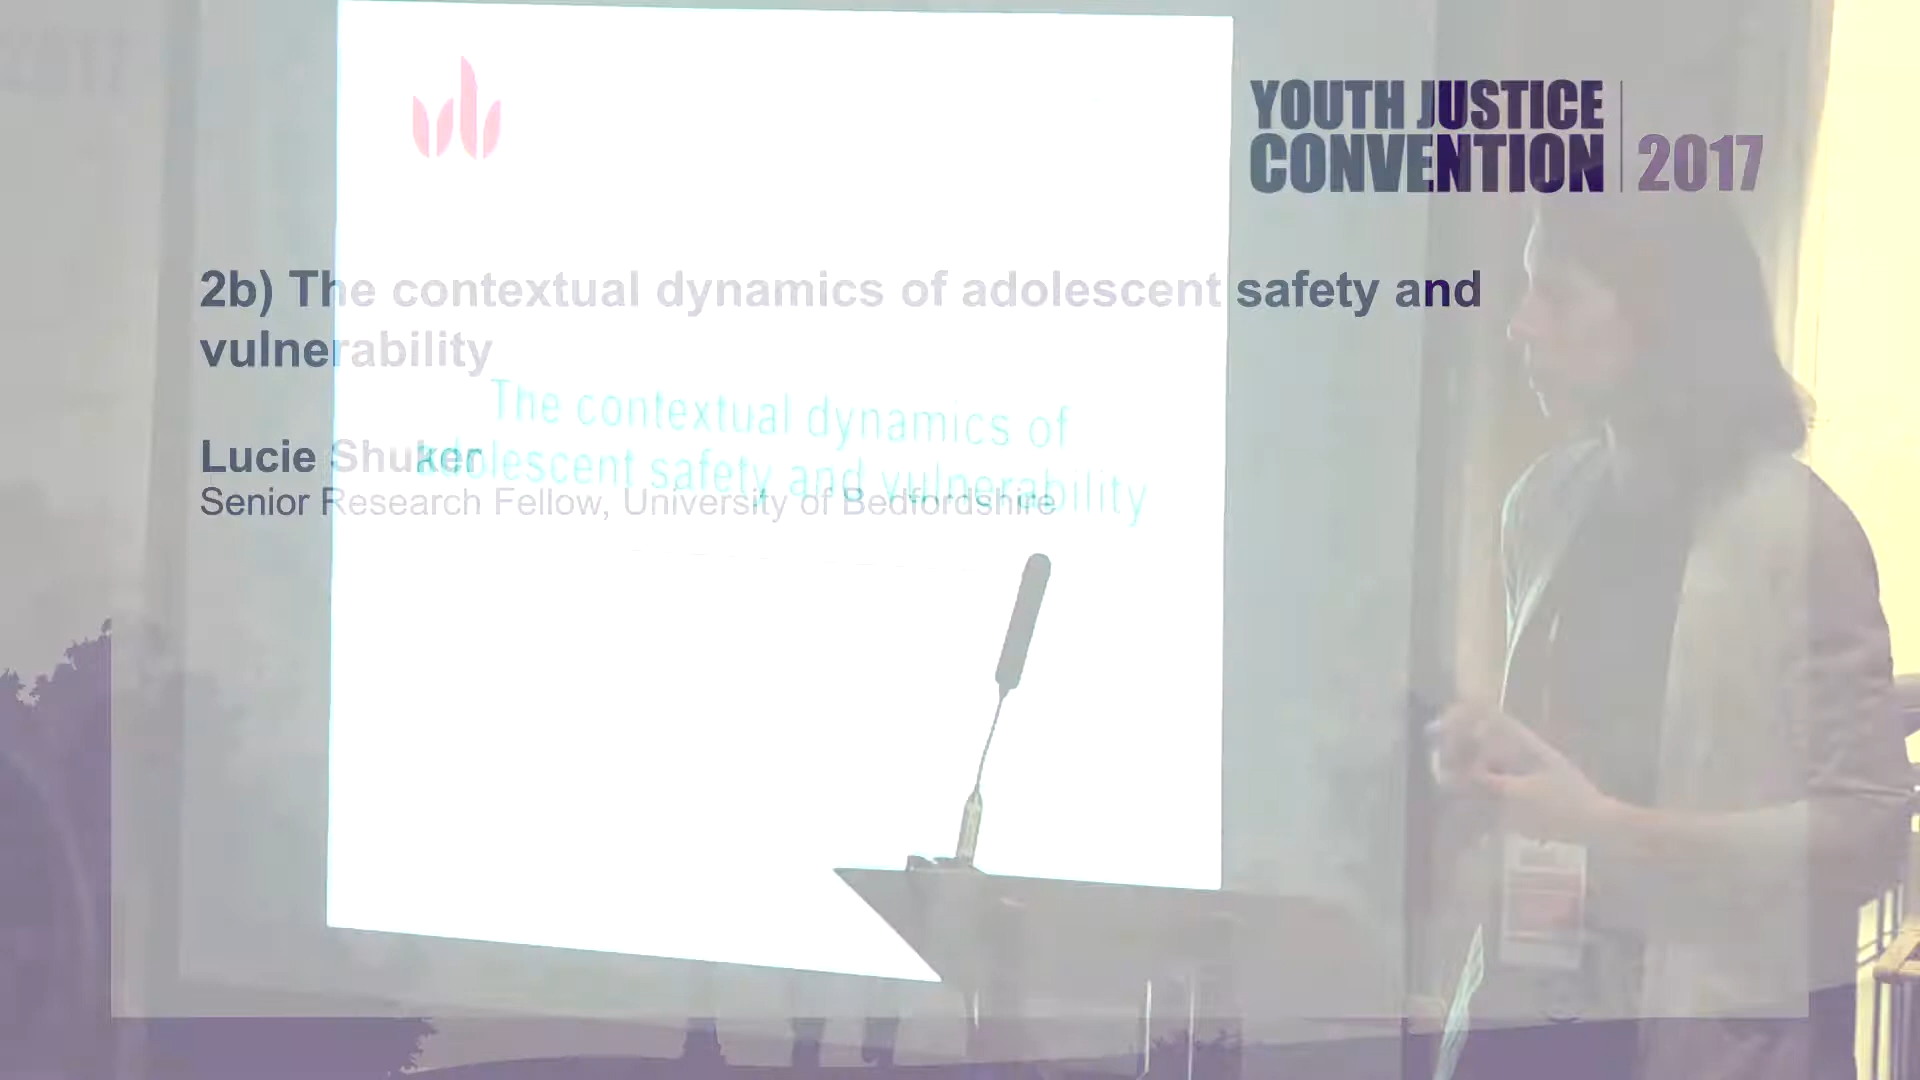 YOUTH JUSTICE
CONVENTION 2017
2b) The contextual dynamics of adolescent safety and
vulnerability
The contextual dynamics of
adolescent safety and vulnerability
Lucie Shuker
Senior Research Fellow, University of Bedfordshire